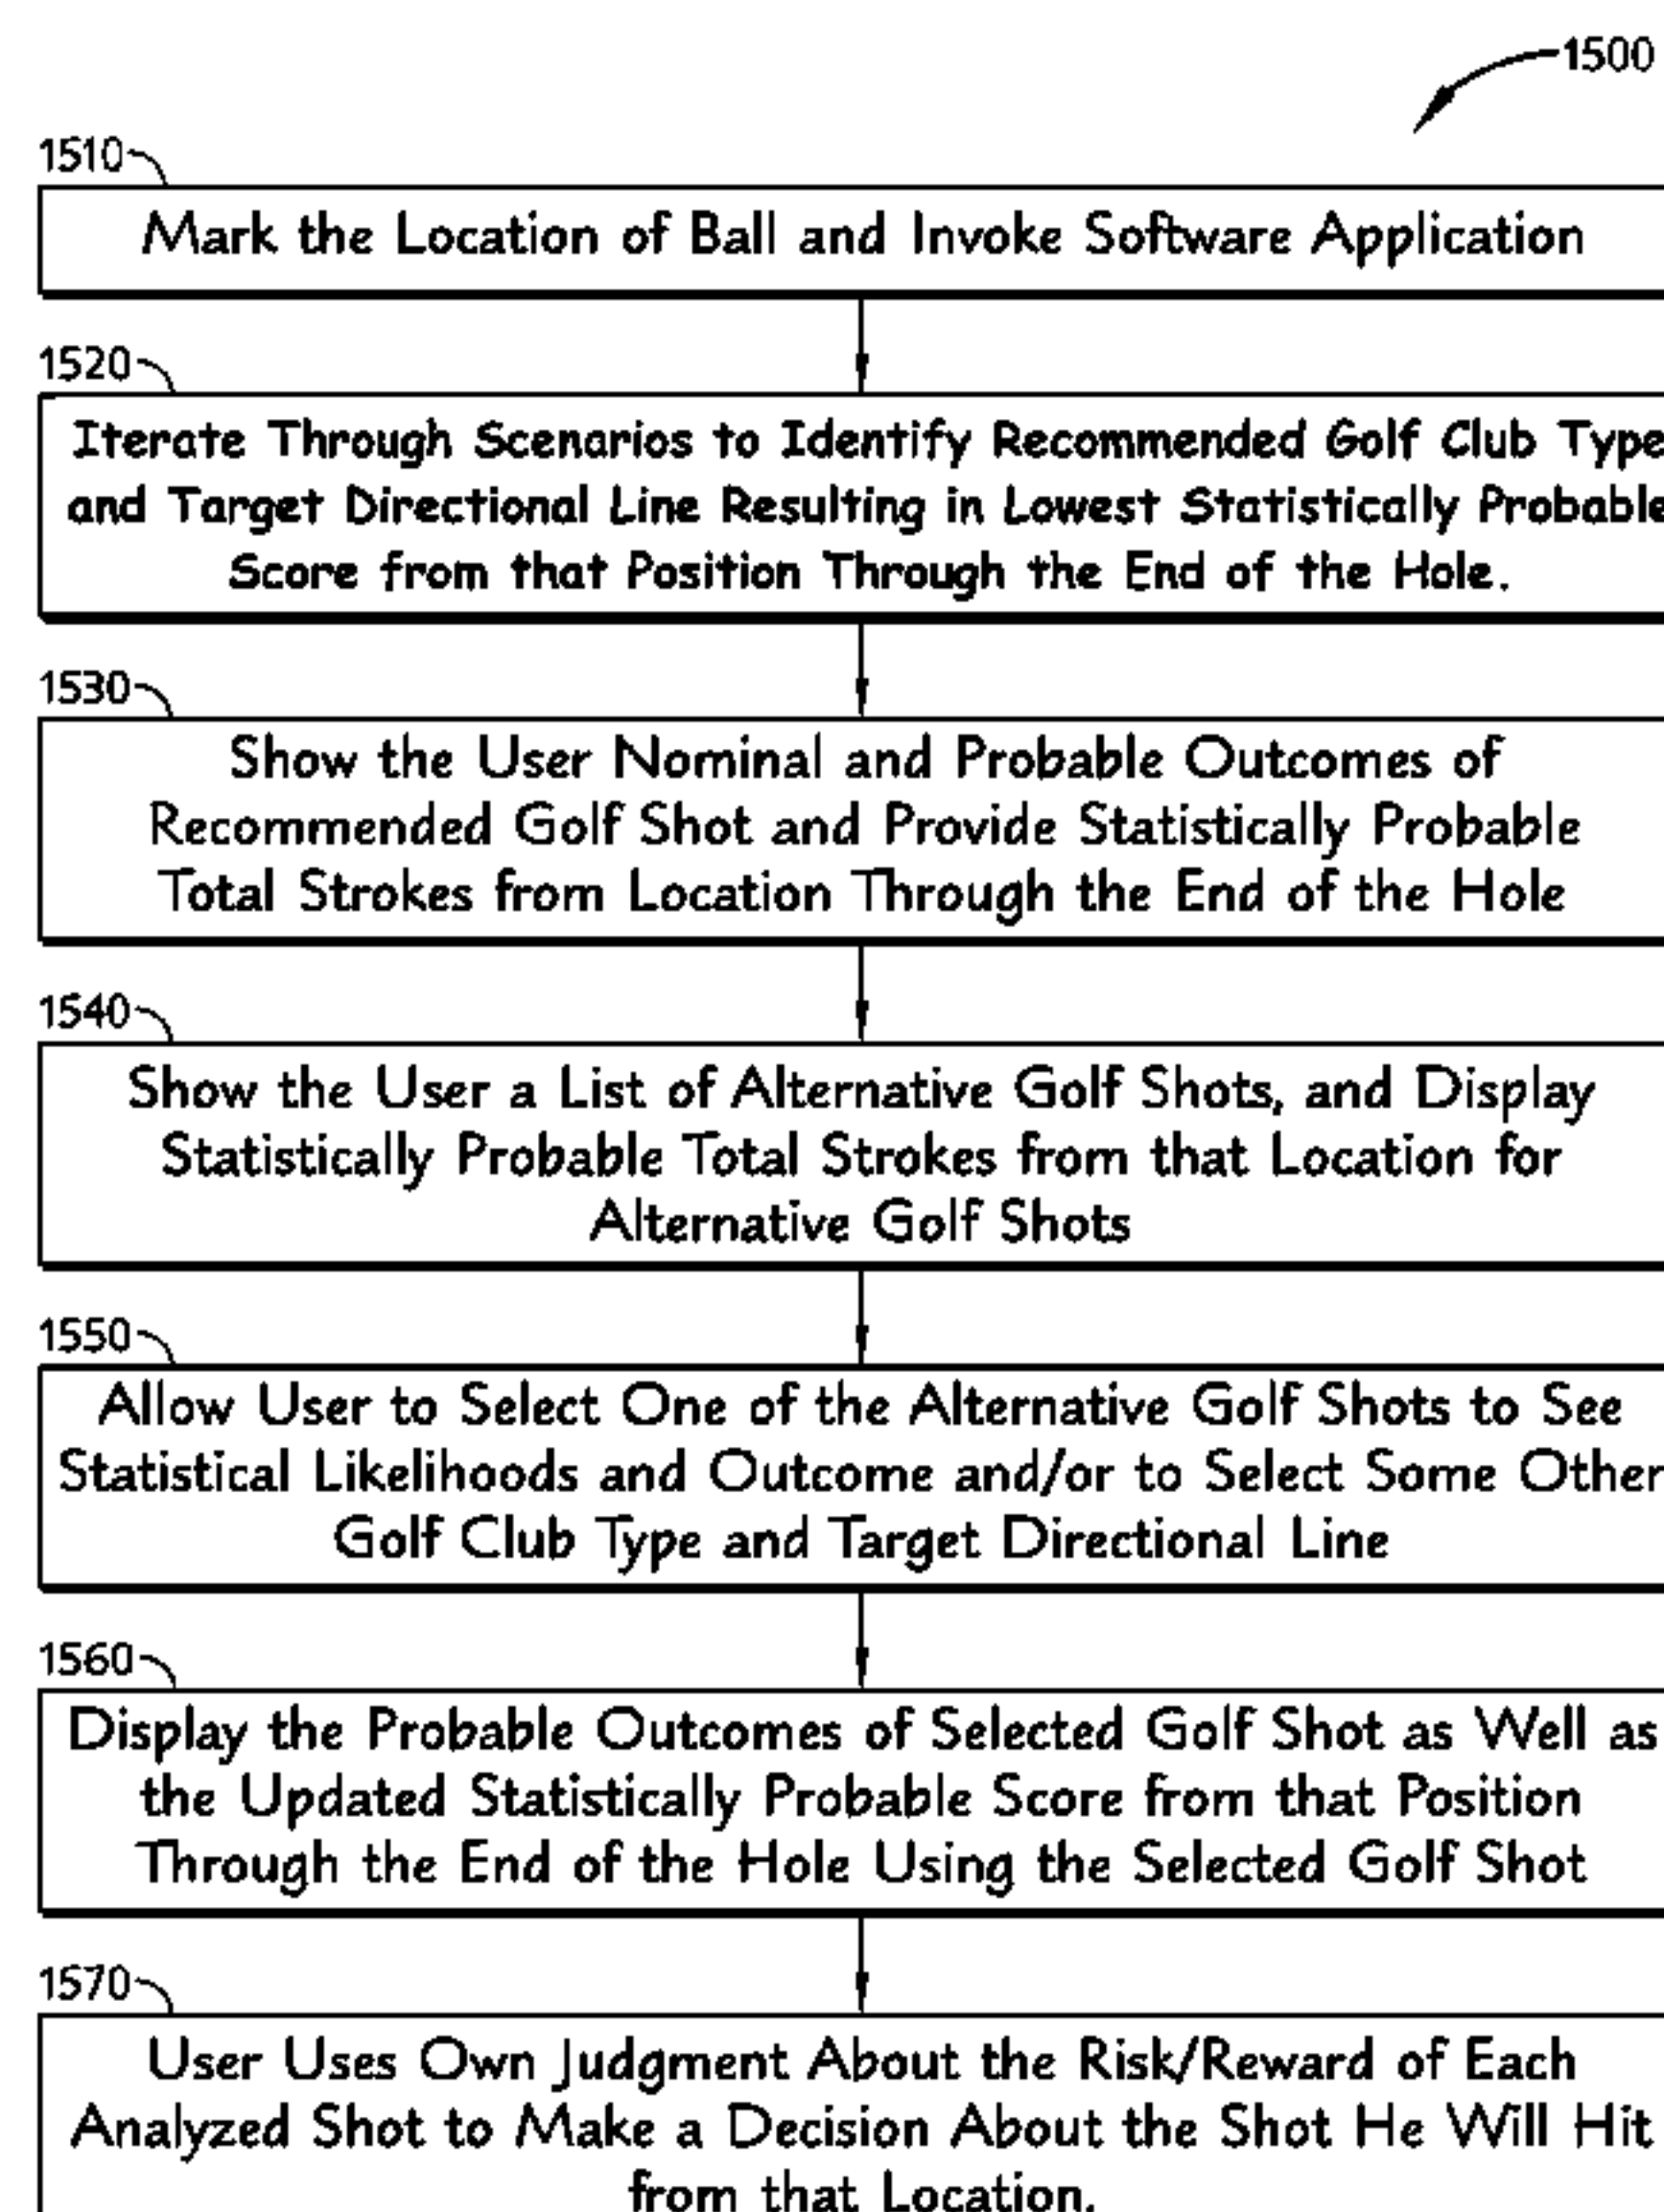 1500
1510
Mark the Location of Ball and Invoke Software Application
1520
Iterate Through Scenarios to Identify Recommended Golf Club Type
and Target Directional Line Resulting in Lowest Statistically Probable
Score from that Position Through the End of the Hole.
1530
Show the User Nominal and Probable Outcomes of
Recommended Golf Shot and Provide Statistically Probable
Total Strokes from Location Through the End of the Hole
1540
Show the User a List of Alternative Golf Shots, and Display
Statistically Probable Total Strokes from that Location for
Alternative Golf Shots
1550
Allow User to Select One of the Alternative Golf Shots to See
Statistical Likelihoods and Outcome and/or to Select Some Other
Golf Club Type and Target Directional Line
1560
Display the Probable Outcomes of Selected Golf Shot as Well as
the Updated Statistically Probable Score from that Position
Through the End of the Hole Using the Selected Golf Shot
1570
User Uses Own Judgment About the Risk/Reward of Each
Analyzed Shot to Make a Decision About the Shot He Will Hit
from that Location.